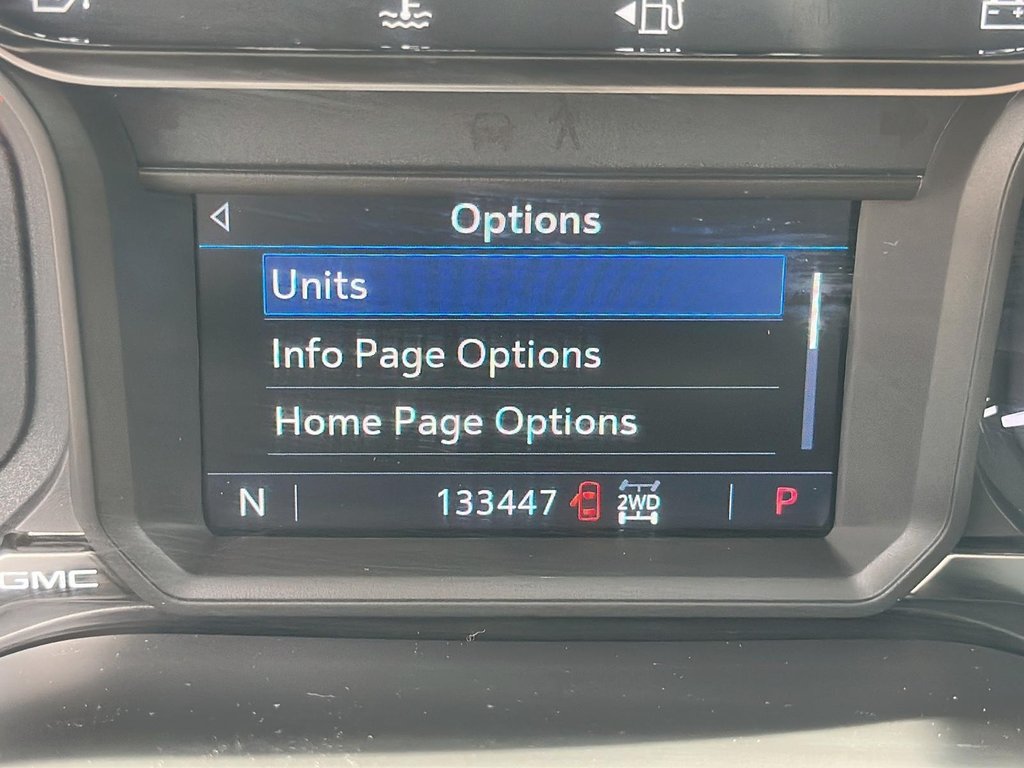 Options
Units
Info Page Options
Home Page Options
N 133447 2WD P
GMC